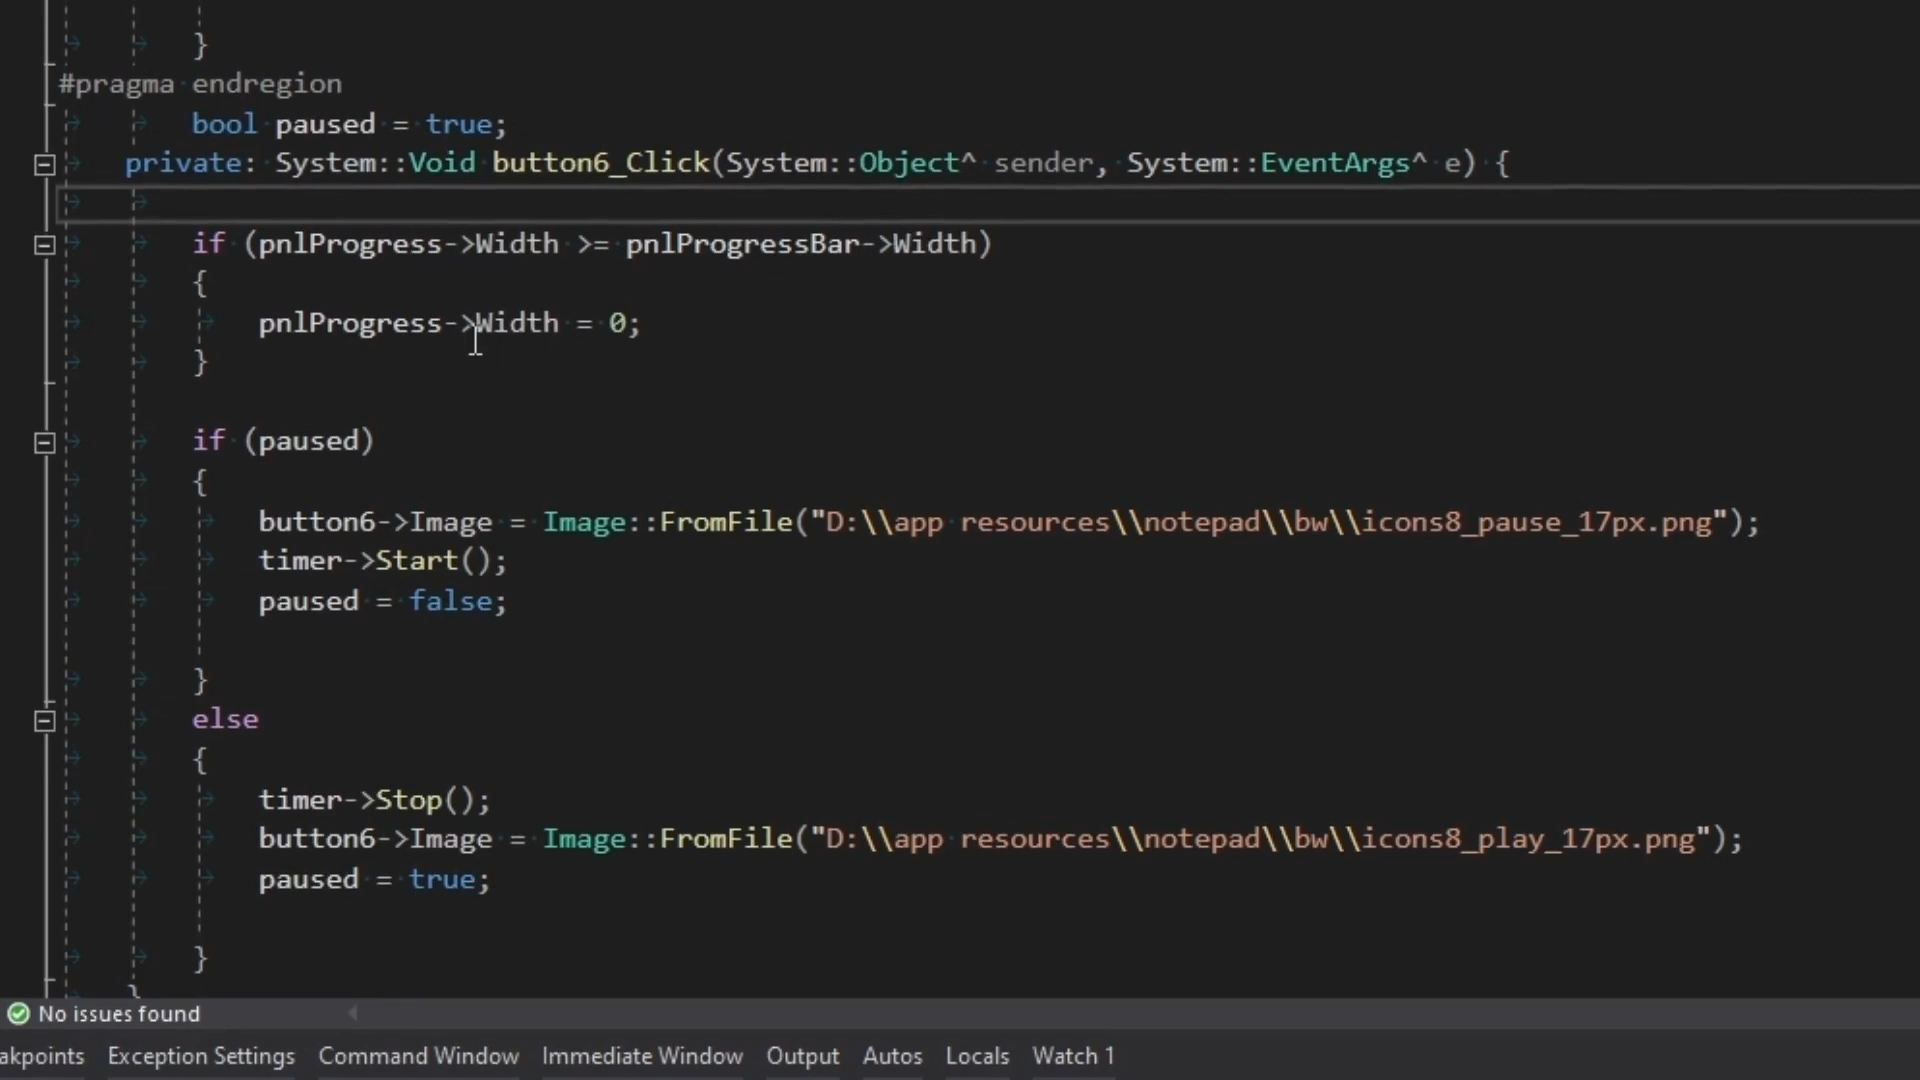 }
#pragma endregion
bool paused = true;
private: System::Void button6_Click(System::Object^ sender, System::EventArgs^ e) {
if (pnlProgress->Width >= pnlProgressBar->Width)
{
pnlProgress->Width = 0;
}
if (paused)
{
button6->Image = Image::FromFile("D:\\app resources\\notepad\\bw\\icons8_pause_17px.png");
timer->Start();
paused = false;
}
else
{
timer->Stop();
button6->Image = Image::FromFile("D:\\app resources\\notepad\\bw\\icons8_play_17px.png");
paused = true;
}
}
No issues found
akpoints Exception Settings Command Window Immediate Window Output Autos Locals Watch 1